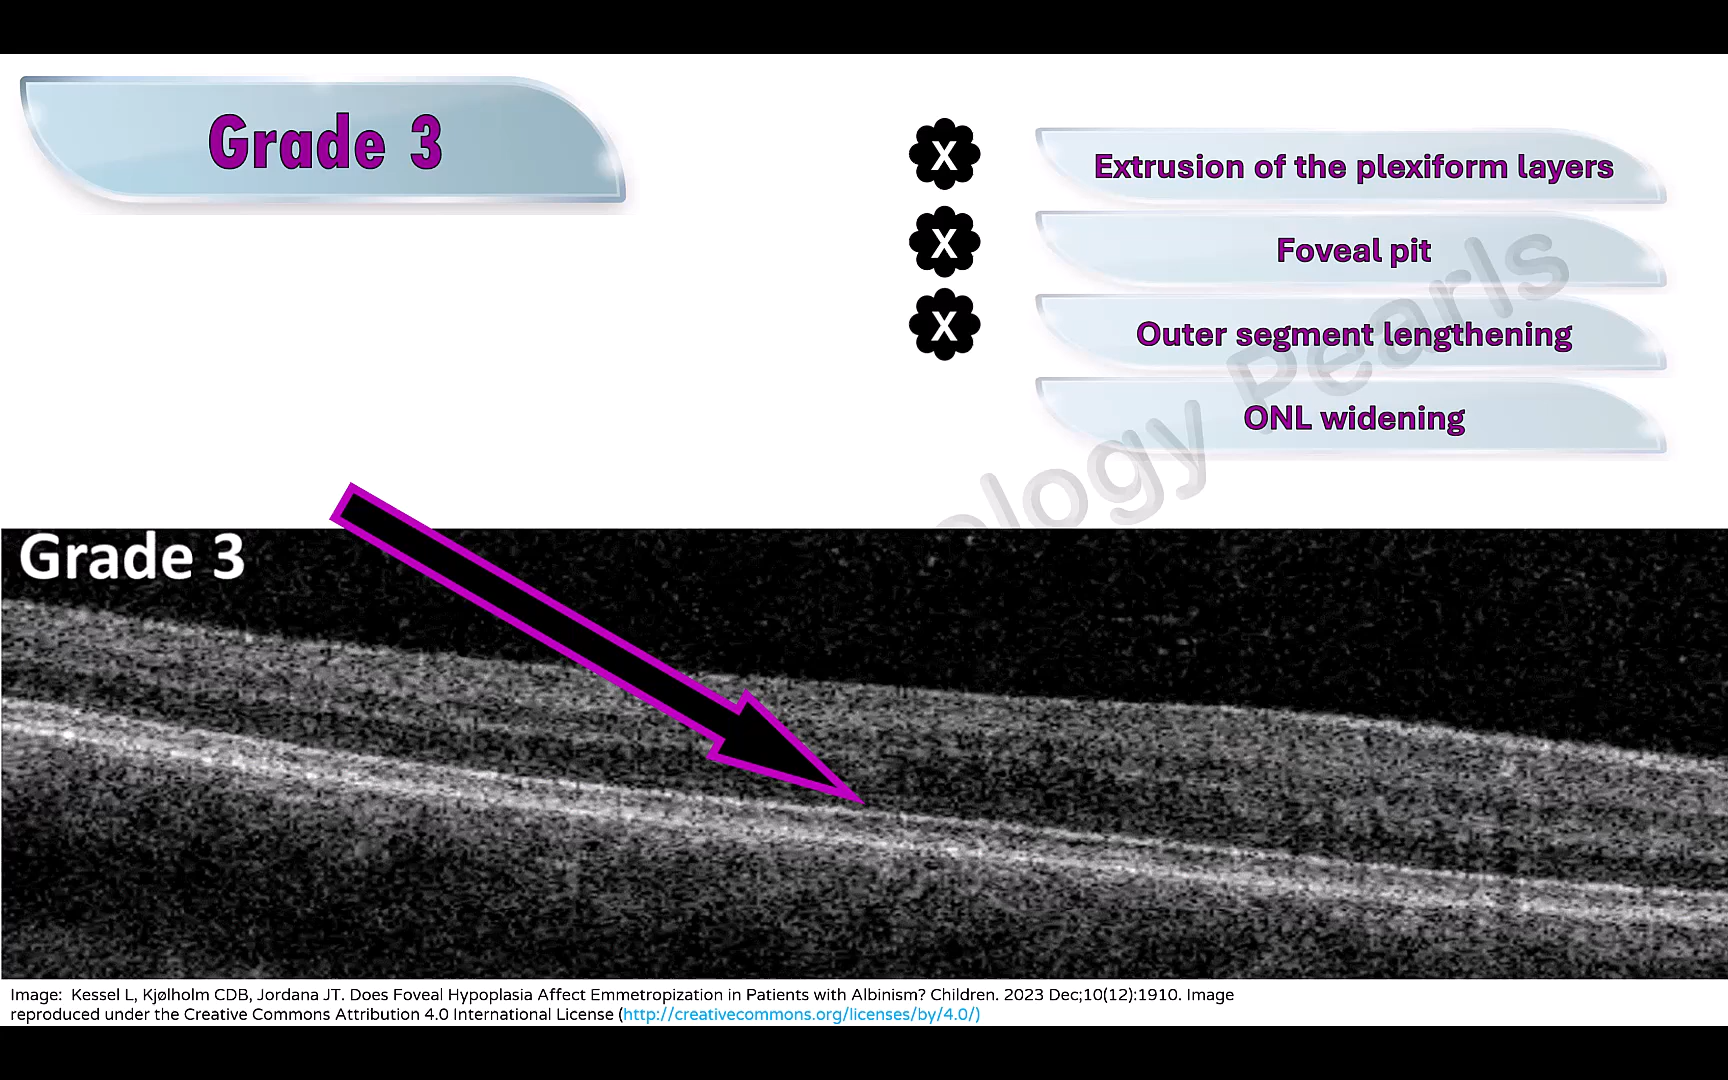 Grade 3
X Extrusion of the plexiform layers
X Foveal pit
X Outer segment lengthening
ONL widening
ology Pearls
Grade 3
Image: Kessel L, Kjølholm CDB, Jordana JT. Does Foveal Hypoplasia Affect Emmetropization in Patients with Albinism? Children. 2023 Dec;10(12):1910. Image
reproduced under the Creative Commons Attribution 4.0 International License (http://creativecommons.org/licenses/by/4.0/)